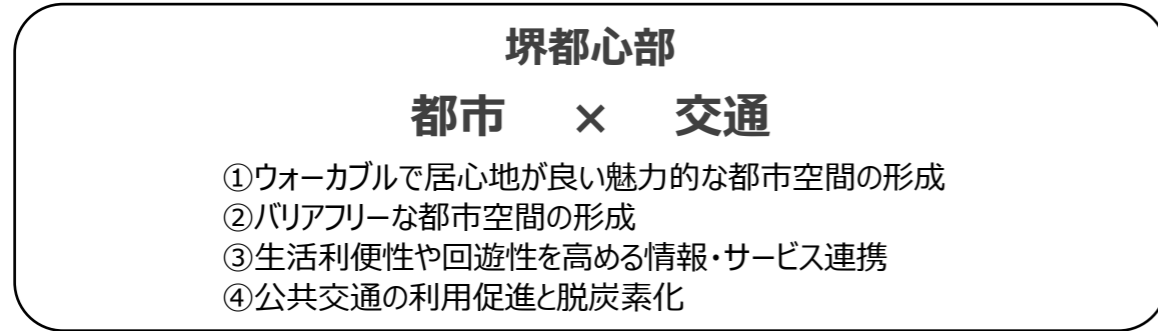 堺都心部
都市 × 交通
①ウォーカブルで居心地が良い魅力的な都市空間の形成
②バリアフリーな都市空間の形成
③生活利便性や回遊性を高める情報・サービス連携
④公共交通の利用促進と脱炭素化